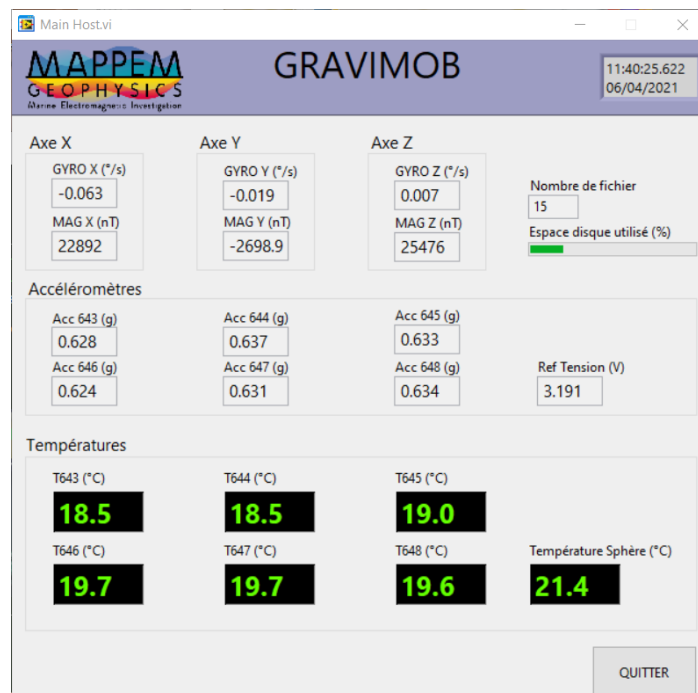 Main Host.vi
MAPPEM
GEOPHYSICS
Marine Electromagnetic Investigation
GRAVIMOB
11:40:25.622
06/04/2021
Axe X
Axe Y
Axe Z
GYRO X (°/s)
GYRO Y (°/s)
GYRO Z (°/s)
-0.063
-0.019
0.007
MAG X (nT)
MAG Y (nT)
MAG Z (nT)
22892
-2698.9
25476
Nombre de fichier
15
Espace disque utilisé (%)
Accéléromètres
Acc 643 (g)
Acc 644 (g)
Acc 645 (g)
0.628
0.637
0.633
Acc 646 (g)
Acc 647 (g)
Acc 648 (g)
Ref Tension (V)
0.624
0.631
0.634
3.191
Températures
T643 (°C)
T644 (°C)
T645 (°C)
18.5
18.5
19.0
T646 (°C)
T647 (°C)
T648 (°C)
Température Sphère (°C)
19.7
19.7
19.6
21.4
QUITTER